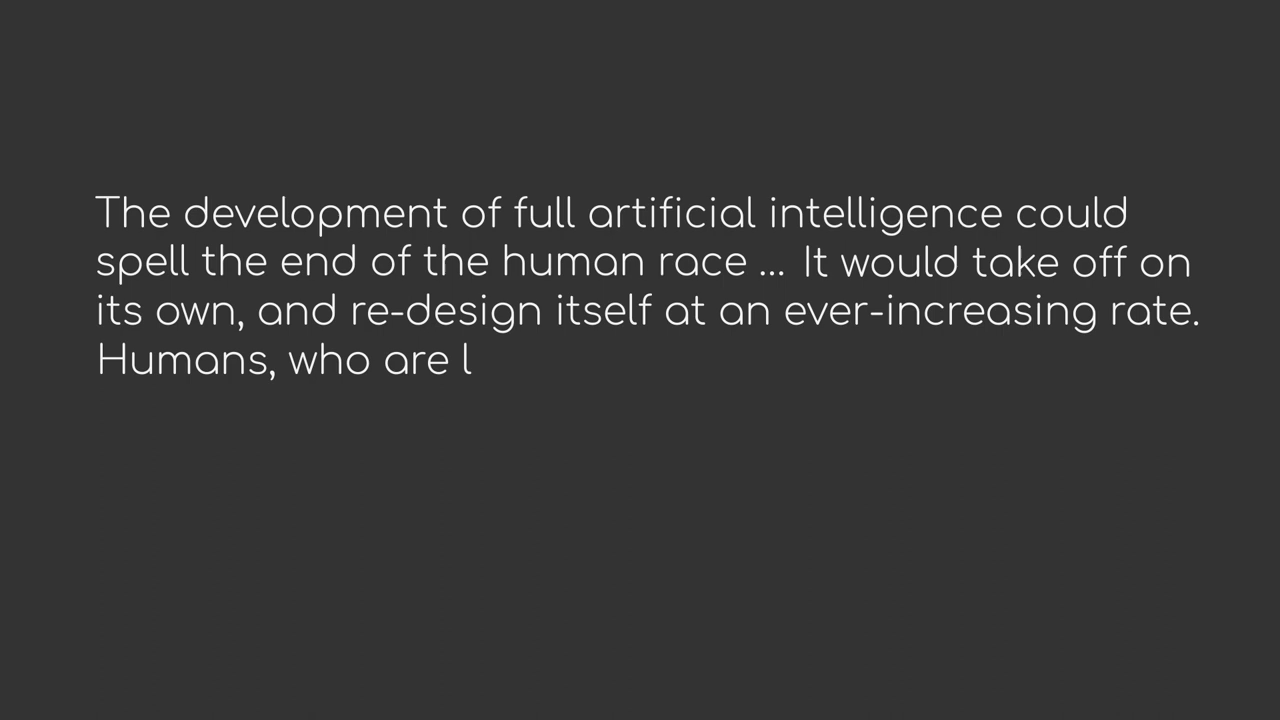 The development of full artificial intelligence could
spell the end of the human race ... It would take off on
its own, and re-design itself at an ever-increasing rate.
Humans, who are l